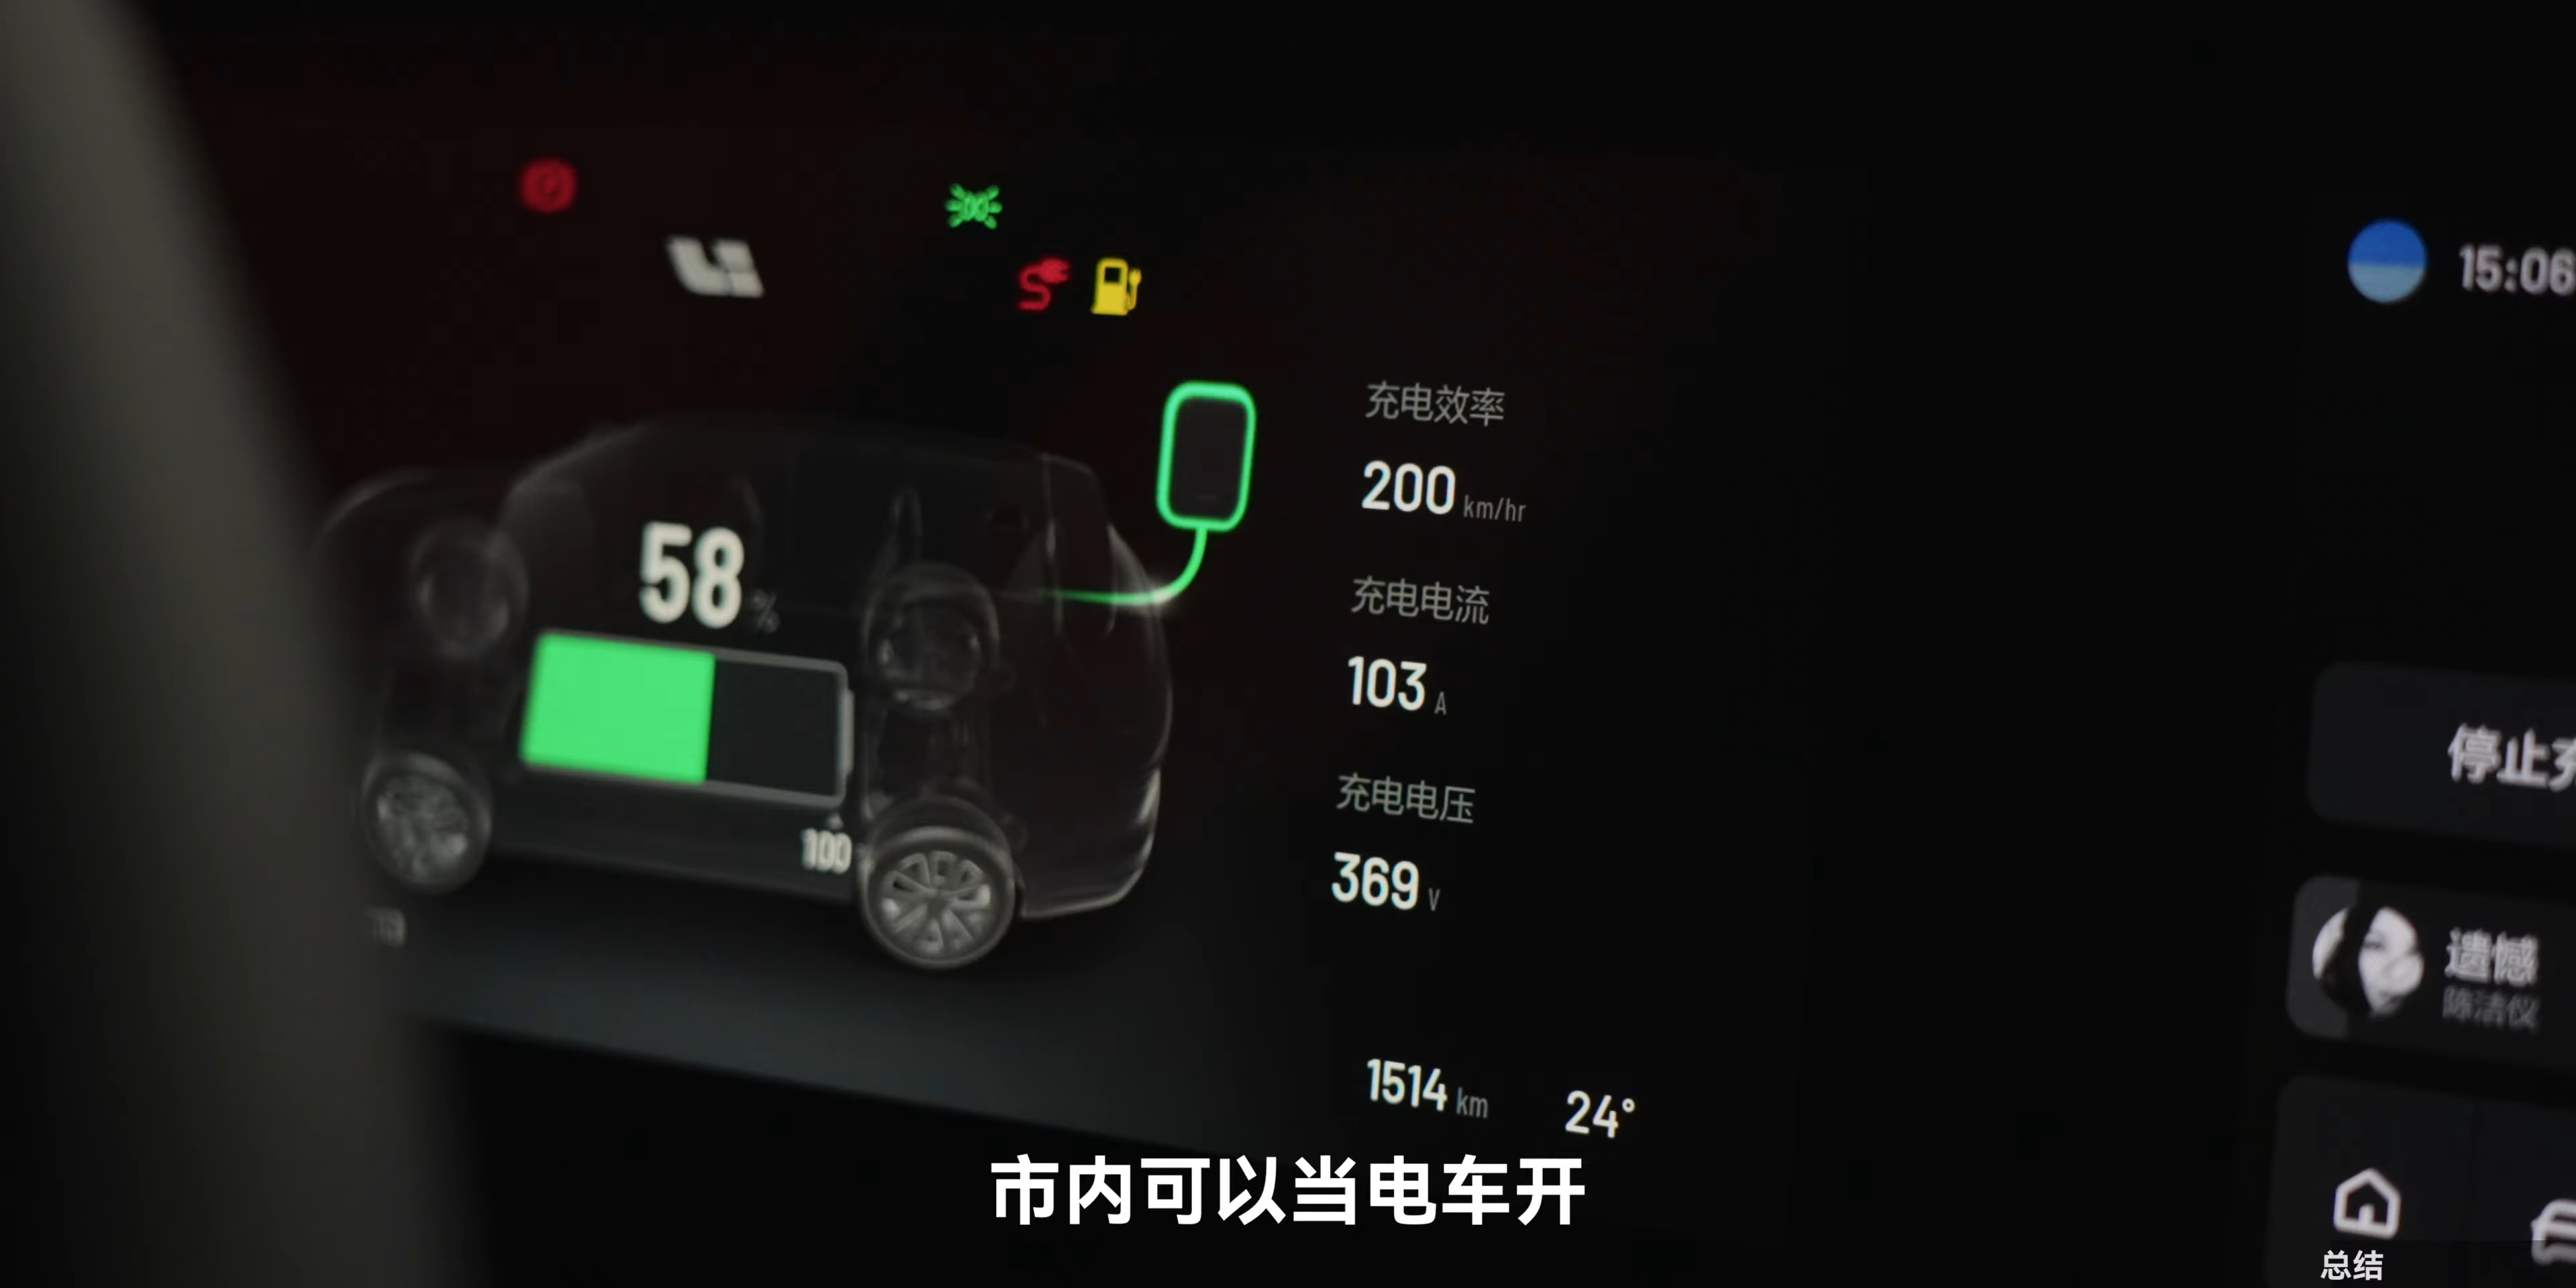 15:06
充电效率
200 km/hr
58 %
充电电流
103 A
停止
充电电压
369 V
100
遗憾
陈洁仪
1514 km 24°
市内可以当电车开
总结